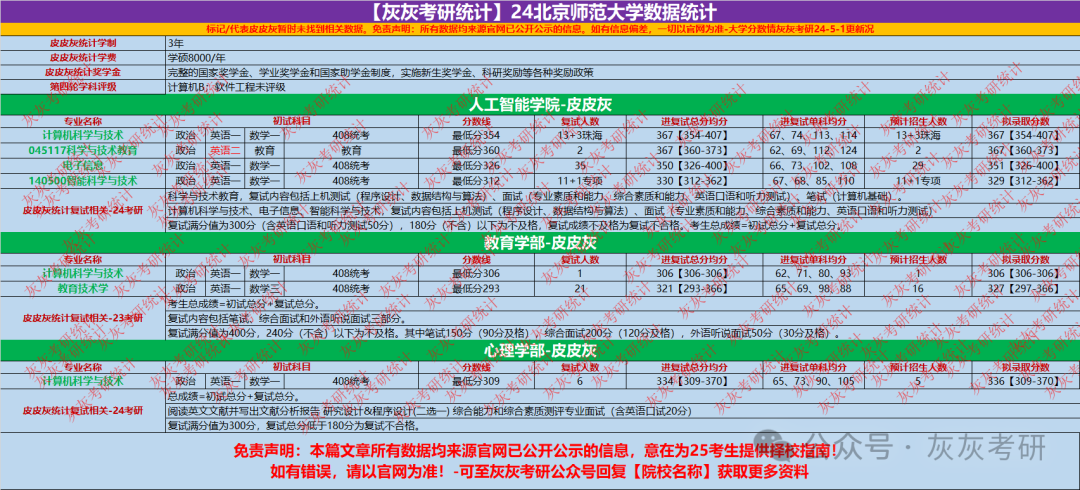 【灰灰考研统计】24北京师范大学数据统计
标记/代表皮皮灰暂时未找到相关数据。免责声明：所有数据均来源官网已公开公示的信息。如有信息偏差，一切以官网为准-大学分数情灰灰考研24-5-1更新况
皮皮灰统计学制 3年
皮皮灰统计学费 学硕8000/年
皮皮灰统计奖学金 完整的国家奖学金、学业奖学金和国家助学金制度，实施新生奖学金、科研奖励等各种奖励政策
第四轮学科评级 计算机B；软件工程未评级
人工智能学院-皮皮灰
专业名称 初试科目 分数线 复试人数 进复试总分均分 进复试单科均分 预计招生人数 拟录取分数
计算机科学与技术 政治 英语一 数学一 408统考 最低分354 13+3珠海 367【354-407】 67、74、113、114 13+3珠海 367【354-407】
045117科学与技术教育 政治 英语二 教育 教育 最低分360 2 367【360-373】 62、69、112、124 2 367【360-373】
电子信息 政治 英语一 数学一 408统考 最低分326 35 350【326-400】 66、73、102、108 29 351【326-400】
140500智能科学与技术 政治 英语一 数学一 408统考 最低分312 11+1专项 330【312-362】 67、68、85、110 11+1专项 329【312-362】
皮皮灰统计复试相关-24考研
科学与技术教育，复试内容包括上机测试（程序设计、数据结构与算法）、面试（专业素质和能力、综合素质和能力、英语口语和听力测试）、笔试（计算机基础）。
计算机科学与技术、电子信息、智能科学与技术，复试内容包括上机测试（程序设计、数据结构与算法）、面试（专业素质和能力、综合素质和能力、英语口语和听力测试）
复试满分值为300分（含英语口语和听力测试50分），180分（不含）以下为不及格，复试成绩不及格为复试不合格。考生总成绩=初试总分+复试总分。
教育学部-皮皮灰
专业名称 初试科目 分数线 复试人数 进复试总分均分 进复试单科均分 预计招生人数 拟录取分数
计算机科学与技术 政治 英语一 数学一 408统考 最低分306 1 306【306-306】 62、71、80、93 1 306【306-306】
教育技术学 政治 英语一 数学三 408统考 最低分293 21 321【293-366】 65、69、98、88 16 327【297-366】
皮皮灰统计复试相关-23考研
考生总成绩=初试总分+复试总分。
复试内容包括笔试、综合面试和外语听说面试三部分。
复试满分值为400分，240分（不含）以下为不及格。其中笔试150分（90分及格），综合面试200分（120分及格），外语听说面试50分（30分及格）。
心理学部-皮皮灰
专业名称 初试科目 分数线 复试人数 进复试总分均分 进复试单科均分 预计招生人数 拟录取分数
计算机科学与技术 政治 英语一 数学一 408统考 最低分309 6 334【309-370】 65、73、90、105 5 336【309-370】
皮皮灰统计复试相关-24考研
总成绩=初试总分+复试总分。
阅读英文文献并写出文献分析报告 研究设计&程序设计(二选一) 综合能力和综合素质测评专业面试（含英语口试20分）
复试满分值为300分，复试总分低于180分为复试不合格。
免责声明：本篇文章所有数据均来源官网已公开公示的信息，意在为25考生提供择校指南！
如有错误，请以官网为准！-可至灰灰考研公众号回复【院校名称】获取更多资料
公众号·灰灰考研
灰灰考研统计